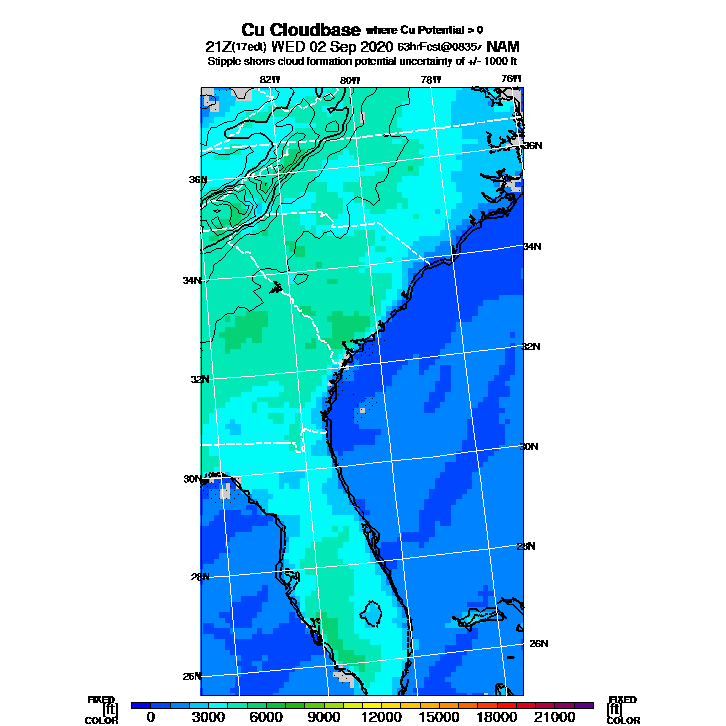 Cu Cloudbase where Cu Potential > 0
21Z(17edt) WED 02 Sep 2020 63hrFcst@0835z NAM
Stipple shows cloud formation potential uncertainty of +/- 1000 ft
82W 80W 78W 76W
36N 36N
34N 34N
32N 32N
30N 30N
28N 28N
26N 26N
FIXED FIXED
[ft] [ft]
COLOR COLOR
0 3000 6000 9000 12000 15000 18000 21000